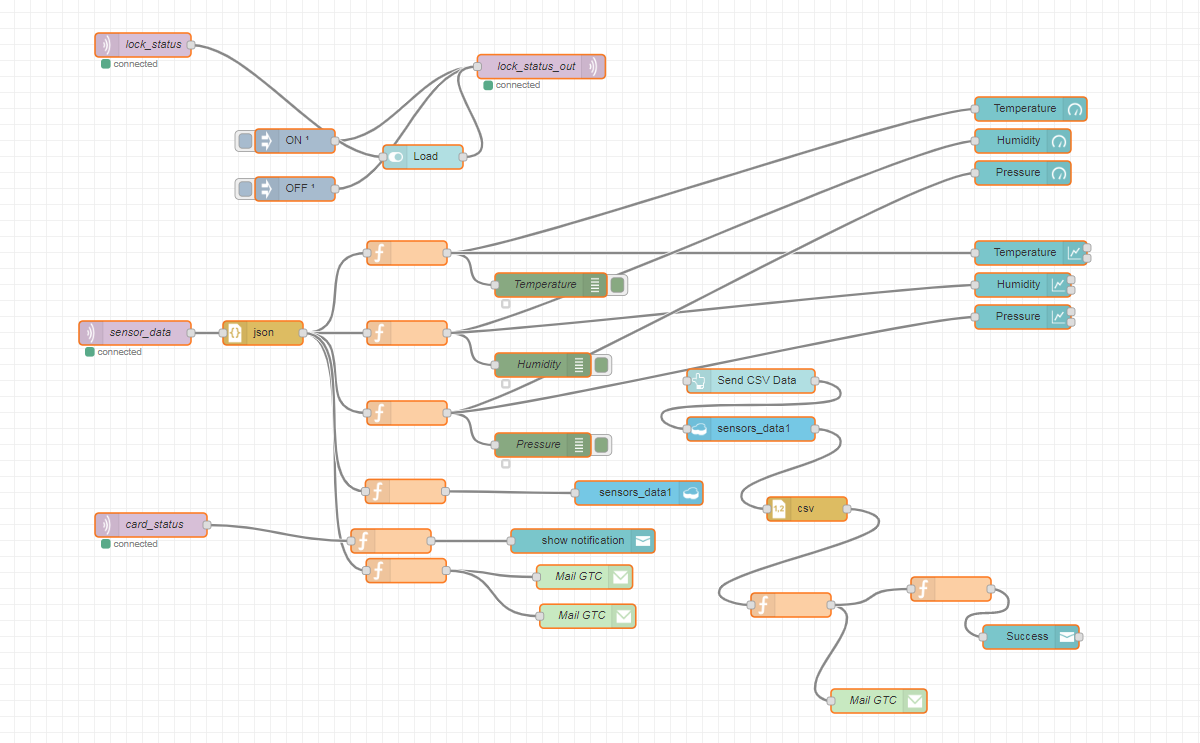 lock_status
connected
lock_status_out
connected
Temperature
ON ¹
Humidity
Load
Pressure
OFF ¹
Temperature
Temperature
Humidity
Pressure
sensor_data
json
connected
Humidity
Send CSV Data
sensors_data1
Pressure
sensors_data1
1,2
csv
card_status
connected
show notification
Mail GTC
Mail GTC
Success
Mail GTC